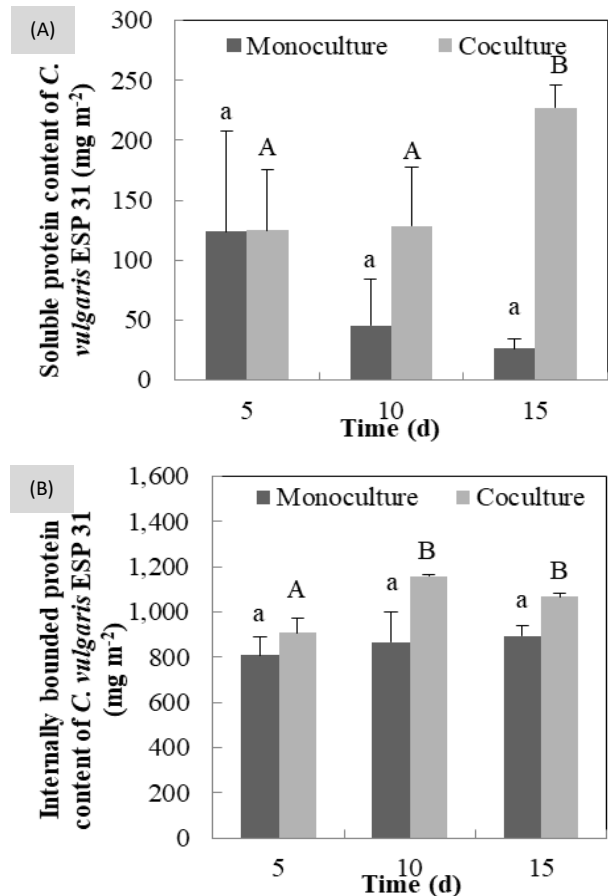 (A)
Soluble protein content of C.
vulgaris ESP 31 (mg m-2)
300
250
200
150
100
50
0
Monoculture Coculture
a A
a A
a B
5 10 15
Time (d)
(B)
Internally bounded protein
content of C. vulgaris ESP 31
(mg m-2)
1,600
1,400
1,200
1,000
800
600
400
200
0
Monoculture Coculture
a A
a B
a B
5 10 15
Time (d)